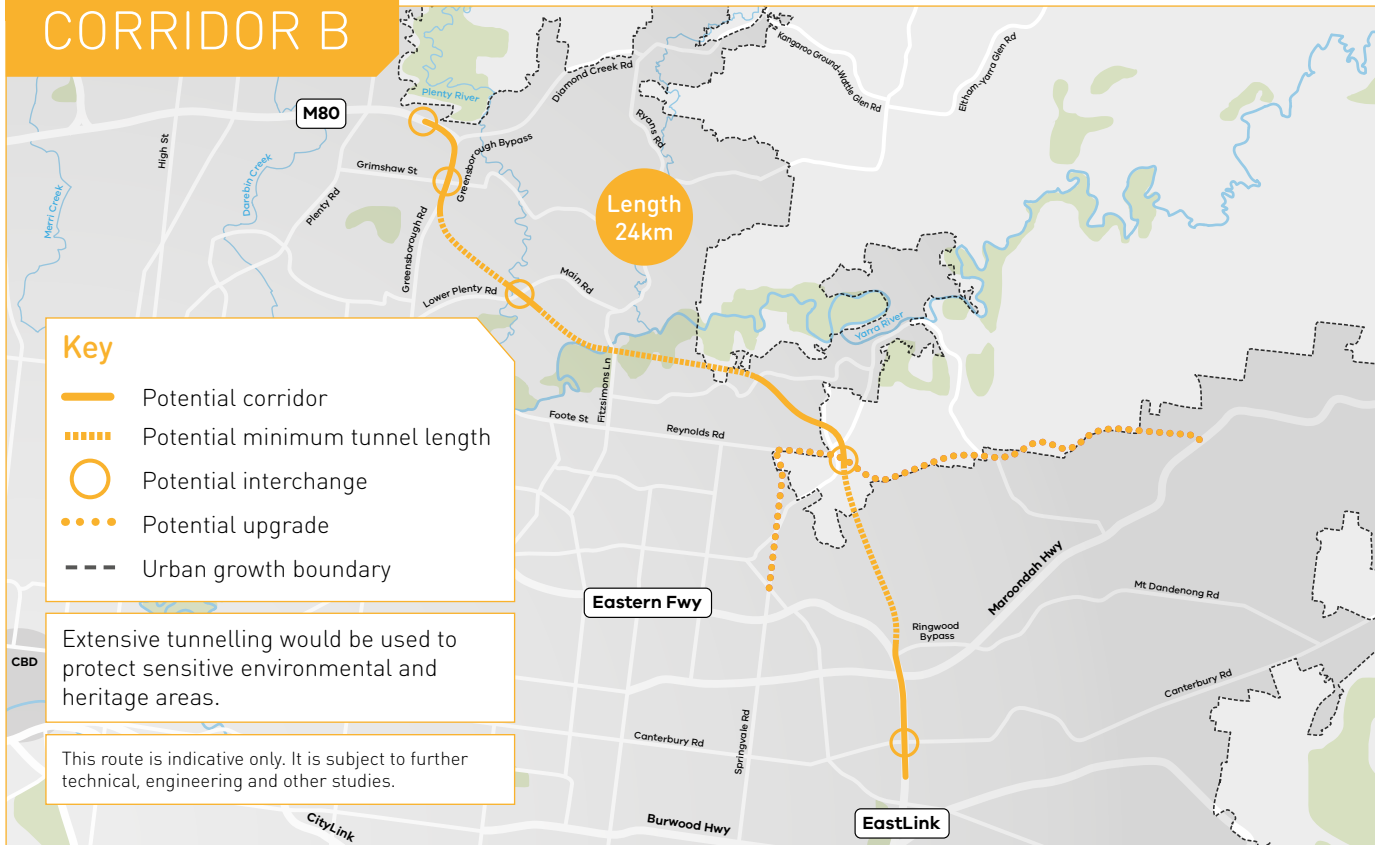 CORRIDOR B
M80
Plenty River
Diamond Creek Rd
Kangaroo Ground-Wattle Glen Rd
Eltham-Yarra Glen Rd
High St
Merri Creek
Darebin Creek
Plenty Rd
Grimshaw St
Greensborough Bypass
Ryans Rd
Greensborough Rd
Length
24km
Lower Plenty Rd
Main Rd
Yarra River
Fitzsimons Ln
Foote St
Reynolds Rd
Key
Potential corridor
Potential minimum tunnel length
Potential interchange
Potential upgrade
Urban growth boundary
Eastern Fwy
Maroondah Hwy
Mt Dandenong Rd
Ringwood
Bypass
CBD
Extensive tunnelling would be used to
protect sensitive environmental and
heritage areas.
Canterbury Rd
Canterbury Rd
Springvale Rd
This route is indicative only. It is subject to further
technical, engineering and other studies.
CityLink
Burwood Hwy
EastLink